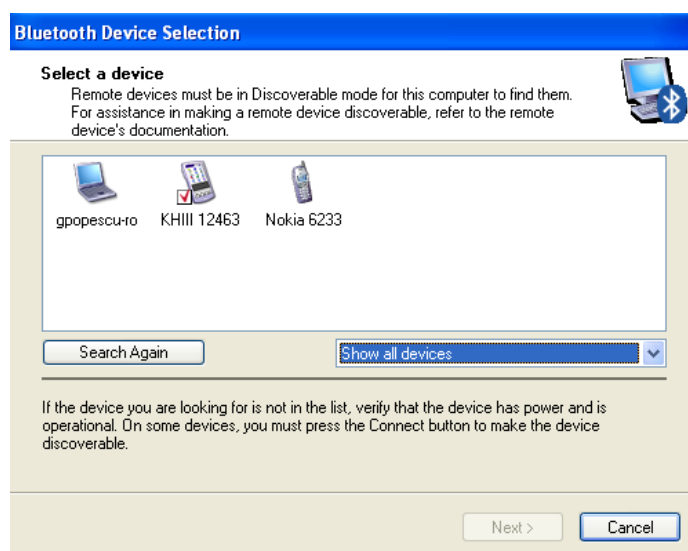 Bluetooth Device Selection
Select a device
Remote devices must be in Discoverable mode for this computer to find them.
For assistance in making a remote device discoverable, refer to the remote
device's documentation.
gpopescu-ro KHIII 12463 Nokia 6233
Search Again Show all devices
If the device you are looking for is not in the list, verify that the device has power and is
operational. On some devices, you must press the Connect button to make the device
discoverable.
Next > Cancel